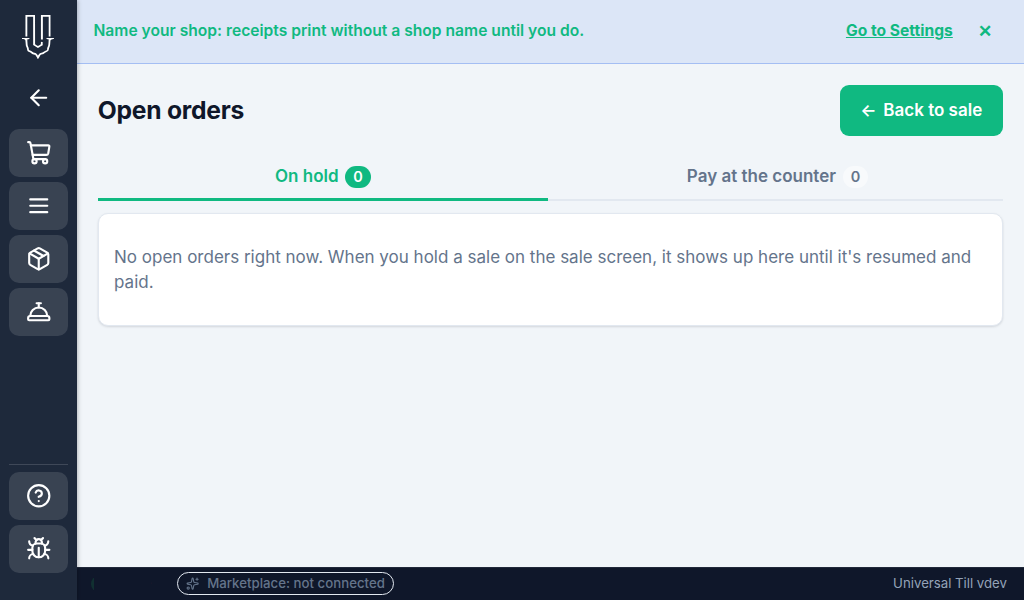 Name your shop: receipts print without a shop name until you do.
Go to Settings ✕
Open orders
← Back to sale
On hold 0
Pay at the counter 0
No open orders right now. When you hold a sale on the sale screen, it shows up here until it's resumed and
paid.
Marketplace: not connected
Universal Till vdev